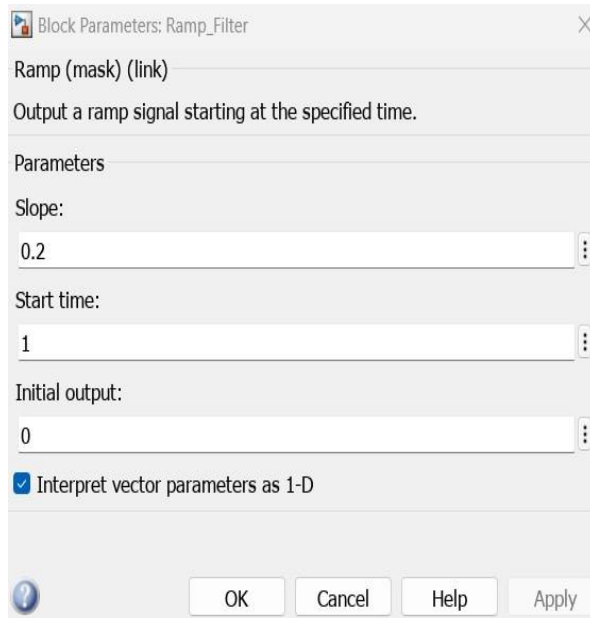 Block Parameters: Ramp_Filter
Ramp (mask) (link)
Output a ramp signal starting at the specified time.
Parameters
Slope:
0.2
Start time:
1
Initial output:
0
Interpret vector parameters as 1-D
? OK Cancel Help Apply